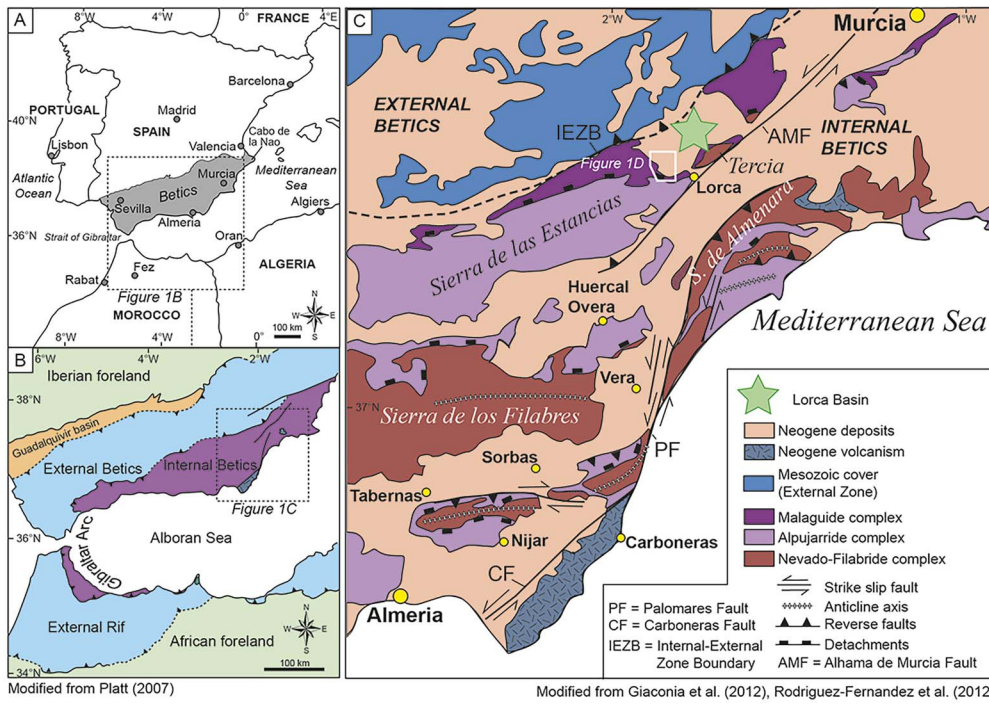 A
FRANCE
8°W
4°W
0°
4°E
Barcelona
PORTUGAL
Madrid
40°N
SPAIN
Cabo de
la Nao
Lisbon
Valencia
Atlantic
Ocean
Mediterranean
Sea
Betics
Murcia
Sevilla
Almeria
Algiers
36°N
Strait of Gibraltar
Oran
ALGERIA
Rabat
Fez
Figure 1B
MOROCCO
N
W
E
S
100 km
8°W
4°W
0°
B
6°W
4°W
2°W
Iberian foreland
38°N
Guadalquivir basin
External Betics
Internal Betics
Figure 1C
Gibraltar Arc
Alboran Sea
36°N
External Rif
African foreland
N
W
E
S
100 km
34°N
Modified from Platt (2007)
C
2°W
Murcia
1°W
EXTERNAL
BETICS
IEZB
Figure 1D
AMF
INTERNAL
BETICS
Tercia
Lorca
Sierra de las Estancias
S. de Almenara
Huercal
Overa
Mediterranean Sea
Vera
37°N
Sierra de los Filabres
PF
Sorbas
Tabernas
Nijar
Carboneras
CF
Almeria
Lorca Basin
Neogene deposits
Neogene volcanism
Mesozoic cover
(External Zone)
Malaguide complex
Alpujarride complex
Nevado-Filabride complex
Strike slip fault
Anticline axis
Reverse faults
Detachments
AMF = Alhama de Murcia Fault
PF = Palomares Fault
CF = Carboneras Fault
IEZB = Internal-External
Zone Boundary
Modified from Giaconia et al. (2012), Rodriguez-Fernandez et al. (2012